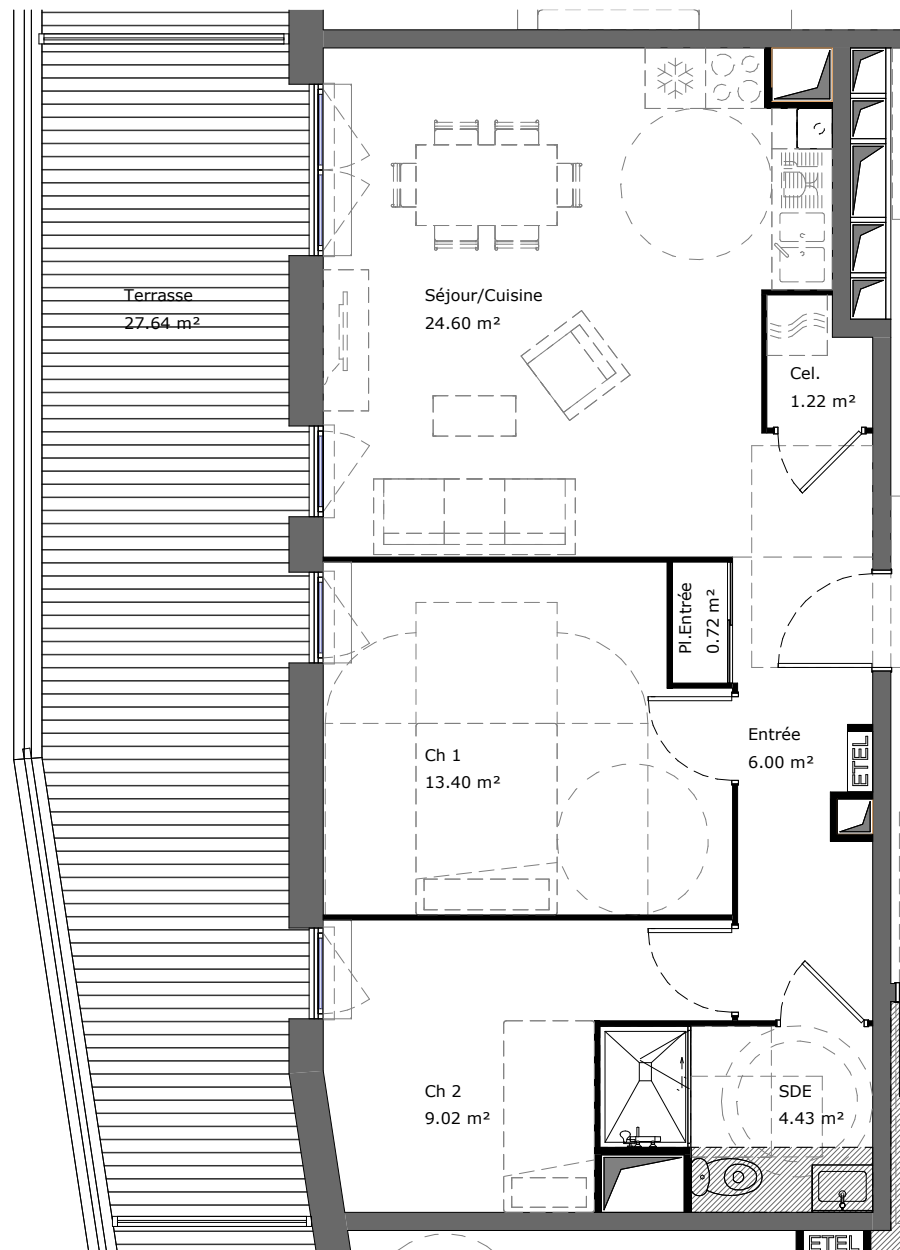 Terrasse
27.64 m²
Séjour/Cuisine
24.60 m²
Cel.
1.22 m²
Pl.Entrée
0.72 m²
Entrée
6.00 m²
ETEL
Ch 1
13.40 m²
Ch 2
9.02 m²
SDE
4.43 m²
ETEL